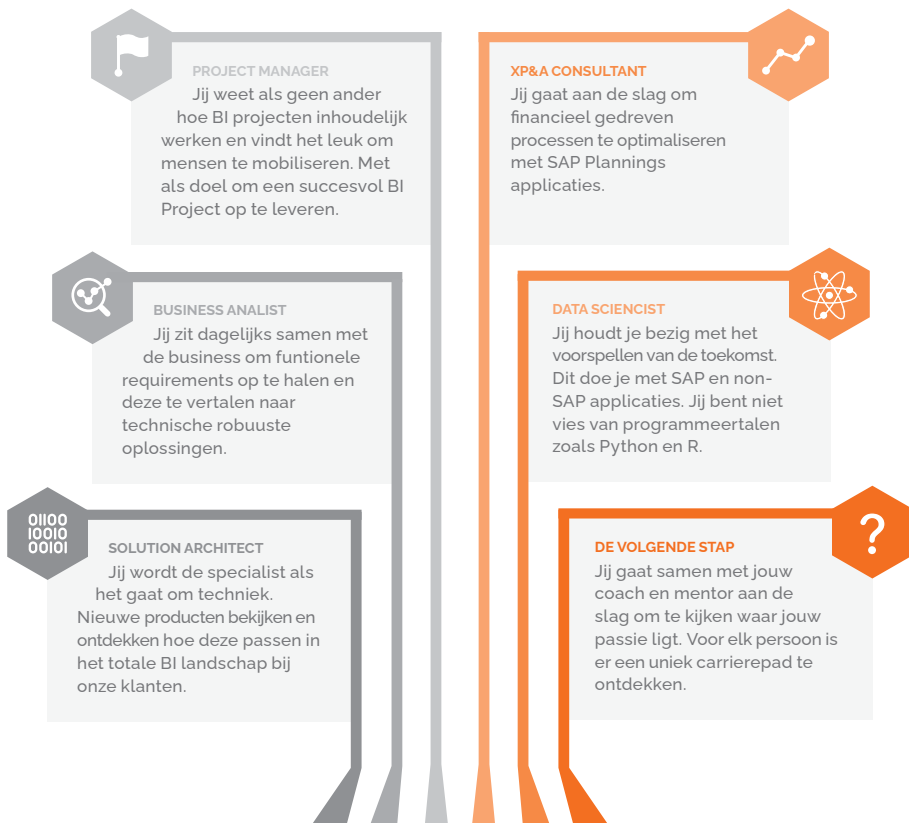 PROJECT MANAGER
Jij weet als geen ander
hoe BI projecten inhoudelijk
werken en vindt het leuk om
mensen te mobiliseren. Met
als doel om een succesvol BI
Project op te leveren.
XP&A CONSULTANT
Jij gaat aan de slag om
financieel gedreven
processen te optimaliseren
met SAP Plannings
applicaties.
BUSINESS ANALIST
Jij zit dagelijks samen met
de business om funtionele
requirements op te halen en
deze te vertalen naar
technische robuuste
oplossingen.
DATA SCIENCIST
Jij houdt je bezig met het
voorspellen van de toekomst.
Dit doe je met SAP en non-
SAP applicaties. Jij bent niet
vies van programmeertalen
zoals Python en R.
01100
10010
00101
SOLUTION ARCHITECT
Jij wordt de specialist als
het gaat om techniek.
Nieuwe producten bekijken en
ontdekken hoe deze passen in
het totale BI landschap bij
onze klanten.
?
DE VOLGENDE STAP
Jij gaat samen met jouw
coach en mentor aan de
slag om te kijken waar jouw
passie ligt. Voor elk persoon is
er een uniek carrierepad te
ontdekken.